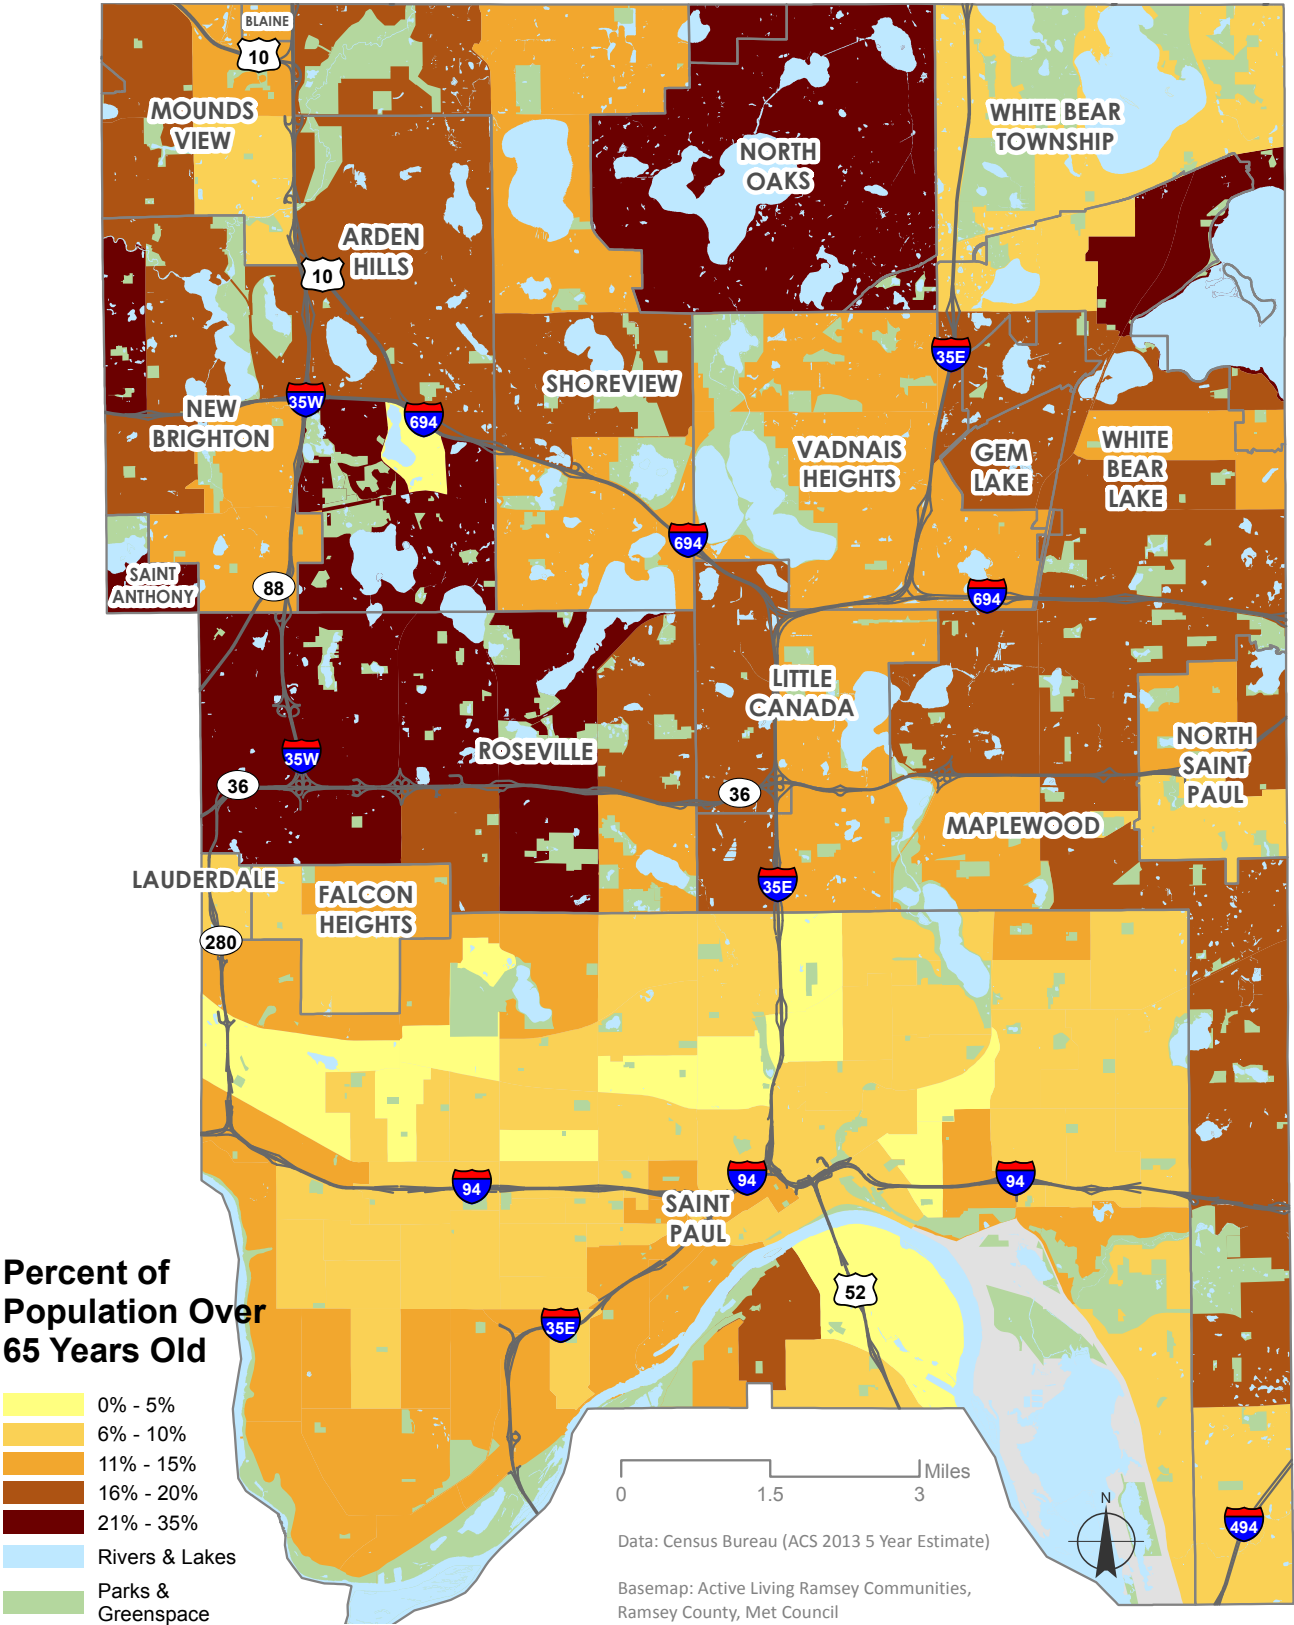 BLAINE
10
MOUNDS
VIEW
WHITE BEAR
TOWNSHIP
NORTH
OAKS
ARDEN
HILLS
10
35E
SHOREVIEW
35W
694
NEW
BRIGHTON
VADNAIS
HEIGHTS
GEM
LAKE
WHITE
BEAR
LAKE
694
SAINT
ANTHONY
88
694
LITTLE
CANADA
ROSEVILLE
35W
NORTH
SAINT
PAUL
36
36
MAPLEWOOD
LAUDERDALE
FALCON
HEIGHTS
35E
280
94
94
94
SAINT
PAUL
52
35E
Percent of
Population Over
65 Years Old
0% - 5%
6% - 10%
11% - 15%
16% - 20%
21% - 35%
Rivers & Lakes
Parks &
Greenspace
Miles
0 1.5 3
N
494
Data: Census Bureau (ACS 2013 5 Year Estimate)
Basemap: Active Living Ramsey Communities,
Ramsey County, Met Council